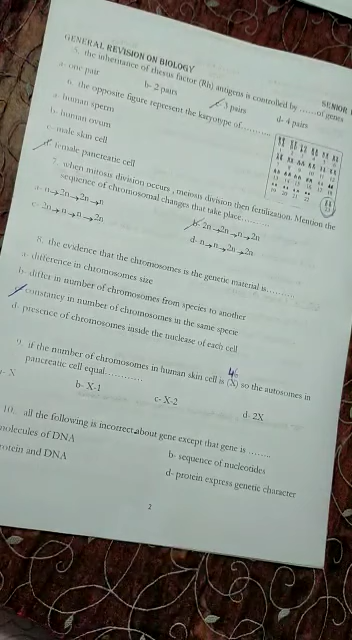 GENERAL REVISION ON BIOLOGY
SENIOR
5. the inheritance of rhesus factor (Rh) antigens is controlled by ......of genes
a- one pair b- 2 pairs c- 3 pairs d- 4 pairs
6. the opposite figure represent the karyotype of..........
a- human sperm
b- human ovum
c- male skin cell
d- female pancreatic cell
7. when mitosis division occurs , meiosis division then fertilization. Mention the
sequence of chromosomal changes that take place..........
a- n→2n→2n→n b- 2n→2n→n→2n
c- 2n→n→n→2n d- n→n→2n→2n
8. the evidence that the chromosomes is the genetic material is..........
a- difference in chromosomes size
b- differ in number of chromosomes from species to another
c- constancy in number of chromosomes in the same specie
d- presence of chromosomes inside the nucleus of each cell
46
9. if the number of chromosomes in human skin cell is (X) so the autosomes in
pancreatic cell equal............
- X b- X-1 c- X-2 d- 2X
10. all the following is incorrect about gene except that gene is ........
molecules of DNA b- sequence of nucleotides
rotein and DNA d- protein express genetic character
2